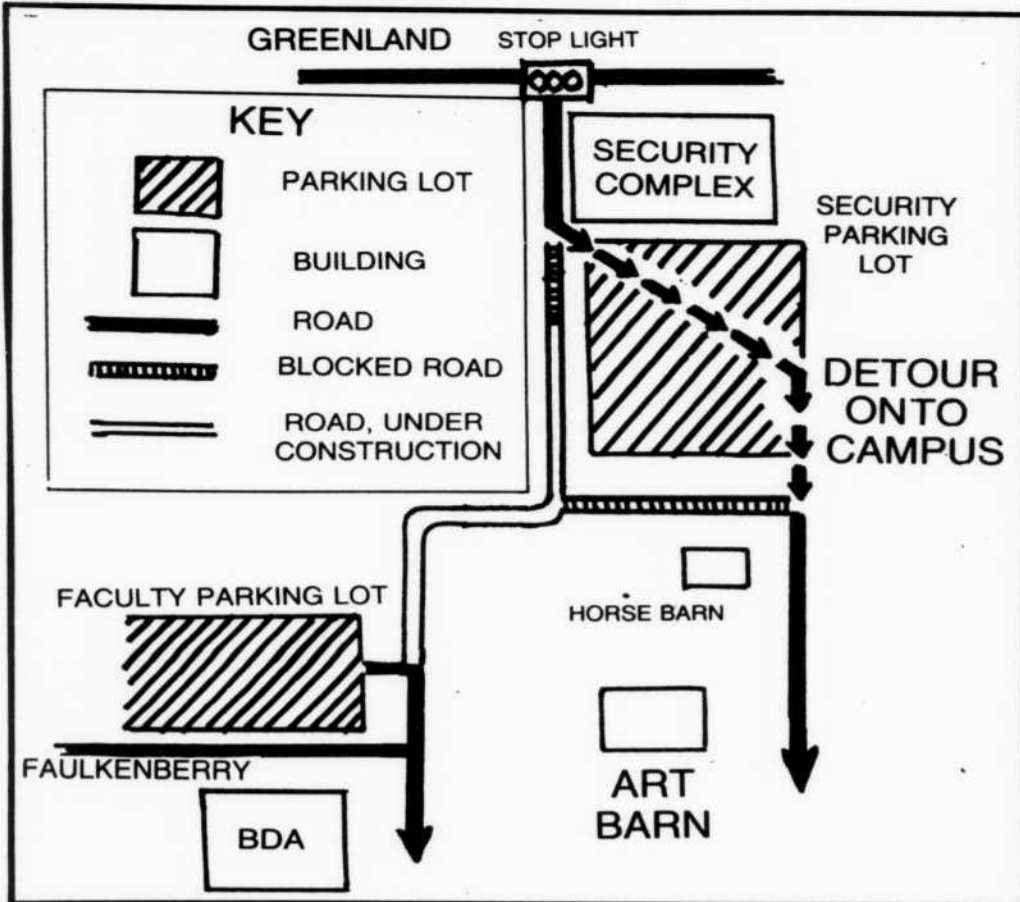 GREENLAND
STOP LIGHT
KEY
PARKING LOT
BUILDING
ROAD
BLOCKED ROAD
ROAD, UNDER
CONSTRUCTION
SECURITY
COMPLEX
SECURITY
PARKING
LOT
DETOUR
ONTO
CAMPUS
HORSE BARN
FACULTY PARKING LOT
FAULKENBERRY
BDA
ART
BARN